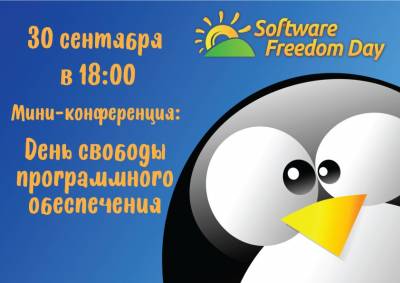 30 сентября
в 18:00
Мини-конференция:
День свободы
программного
обеспечения
Software
Freedom Day